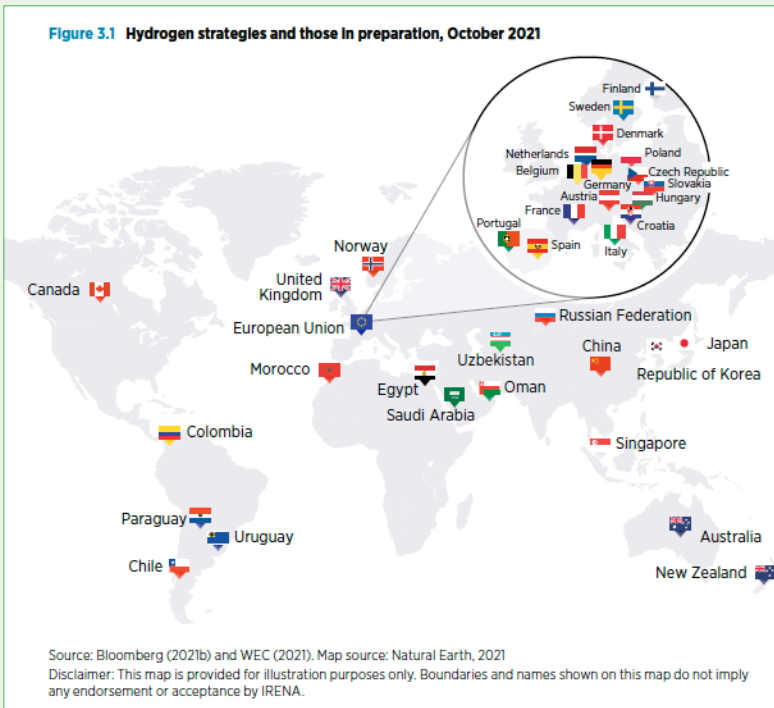 Figure 3.1 Hydrogen strategies and those in preparation, October 2021
Finland
Sweden
Denmark
Netherlands
Poland
Belgium
Czech Republic
Germany
Slovakia
Austria
Hungary
France
Croatia
Portugal
Spain
Italy
Norway
Canada
United
Kingdom
European Union
Russian Federation
Uzbekistan
China
Japan
Republic of Korea
Morocco
Egypt
Oman
Saudi Arabia
Colombia
Singapore
Paraguay
Uruguay
Australia
Chile
New Zealand
Source: Bloomberg (2021b) and WEC (2021). Map source: Natural Earth, 2021
Disclaimer: This map is provided for illustration purposes only. Boundaries and names shown on this map do not imply
any endorsement or acceptance by IRENA.